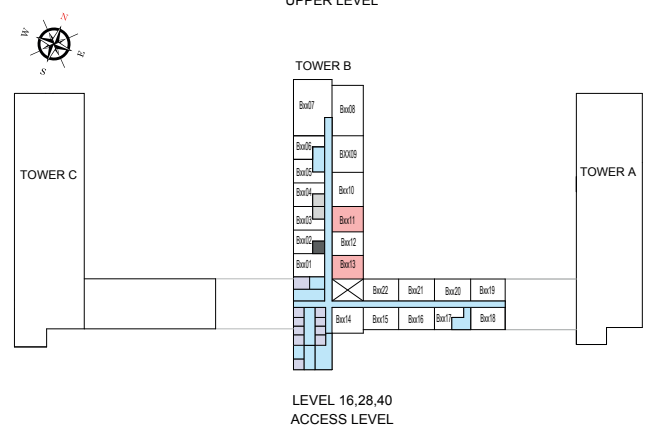 UPPER LEVEL
N
W
E
S
TOWER B
Bxx07
Bxx08
Bxx06
BXX09
Bxx05
TOWER C
TOWER A
Bxx04
Bxx10
Bxx03
Bxx11
Bxx02
Bxx12
Bxx01
Bxx13
Bxx22
Bxx21
Bxx20
Bxx19
Bxx14
Bxx15
Bxx16
Bxx17
Bxx18
LEVEL 16,28,40
ACCESS LEVEL